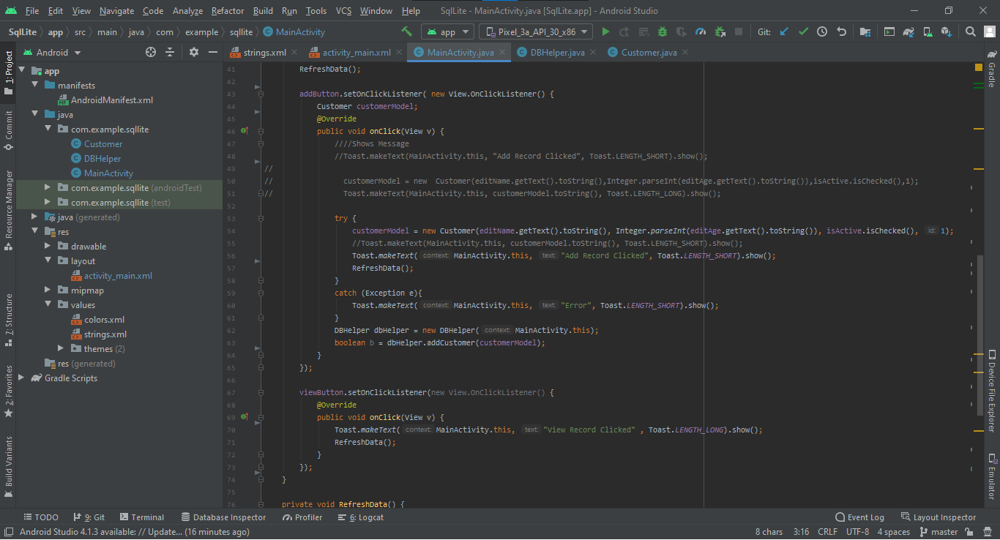 File Edit View Navigate Code Analyze Refactor Build Run Tools VCS Window Help SqlLite - MainActivity.java [SqlLite.app] - Android Studio
SqlLite app src main java com example sqllite MainActivity app Pixel_3a_API_30_x86 Git:
1: Project
Commit
Resource Manager
7: Structure
2: Favorites
Build Variants
Android
app
manifests
AndroidManifest.xml
java
com.example.sqllite
Customer
DBHelper
MainActivity
com.example.sqllite (androidTest)
com.example.sqllite (test)
java (generated)
res
drawable
layout
activity_main.xml
mipmap
values
colors.xml
strings.xml
themes (2)
res (generated)
Gradle Scripts
strings.xml activity_main.xml MainActivity.java DBHelper.java Customer.java
41 RefreshData();
42
43 addButton.setOnClickListener( new View.OnClickListener() {
44 Customer customerModel;
45 @Override
46 public void onClick(View v) {
47 ////Shows Message
48 //Toast.makeText(MainActivity.this, "Add Record Clicked", Toast.LENGTH_SHORT).show();
49 //
50 // customerModel = new Customer(editName.getText().toString(),Integer.parseInt(editAge.getText().toString()),isActive.isChecked(),1);
51 // Toast.makeText(MainActivity.this, customerModel.toString(), Toast.LENGTH_LONG).show();
52
53 try {
54 customerModel = new Customer(editName.getText().toString(), Integer.parseInt(editAge.getText().toString()), isActive.isChecked(), id: 1);
55 //Toast.makeText(MainActivity.this, customerModel.toString(), Toast.LENGTH_SHORT).show();
56 Toast.makeText( context: MainActivity.this, text: "Add Record Clicked", Toast.LENGTH_SHORT).show();
57 RefreshData();
58 }
59 catch (Exception e){
60 Toast.makeText( context: MainActivity.this, text: "Error", Toast.LENGTH_SHORT).show();
61 }
62 DBHelper dbHelper = new DBHelper( context: MainActivity.this);
63 boolean b = dbHelper.addCustomer(customerModel);
64 }
65 });
66
67 viewButton.setOnClickListener(new View.OnClickListener() {
68 @Override
69 public void onClick(View v) {
70 Toast.makeText( context: MainActivity.this, text: "View Record Clicked" , Toast.LENGTH_LONG).show();
71 RefreshData();
72 }
73 });
74 }
75
76 private void RefreshData() {
Gradle
Device File Explorer
Emulator
TODO 9: Git Terminal Database Inspector Profiler 6: Logcat Event Log Layout Inspector
Android Studio 4.1.3 available: // Update... (16 minutes ago) 8 chars 3:16 CRLF UTF-8 4 spaces master